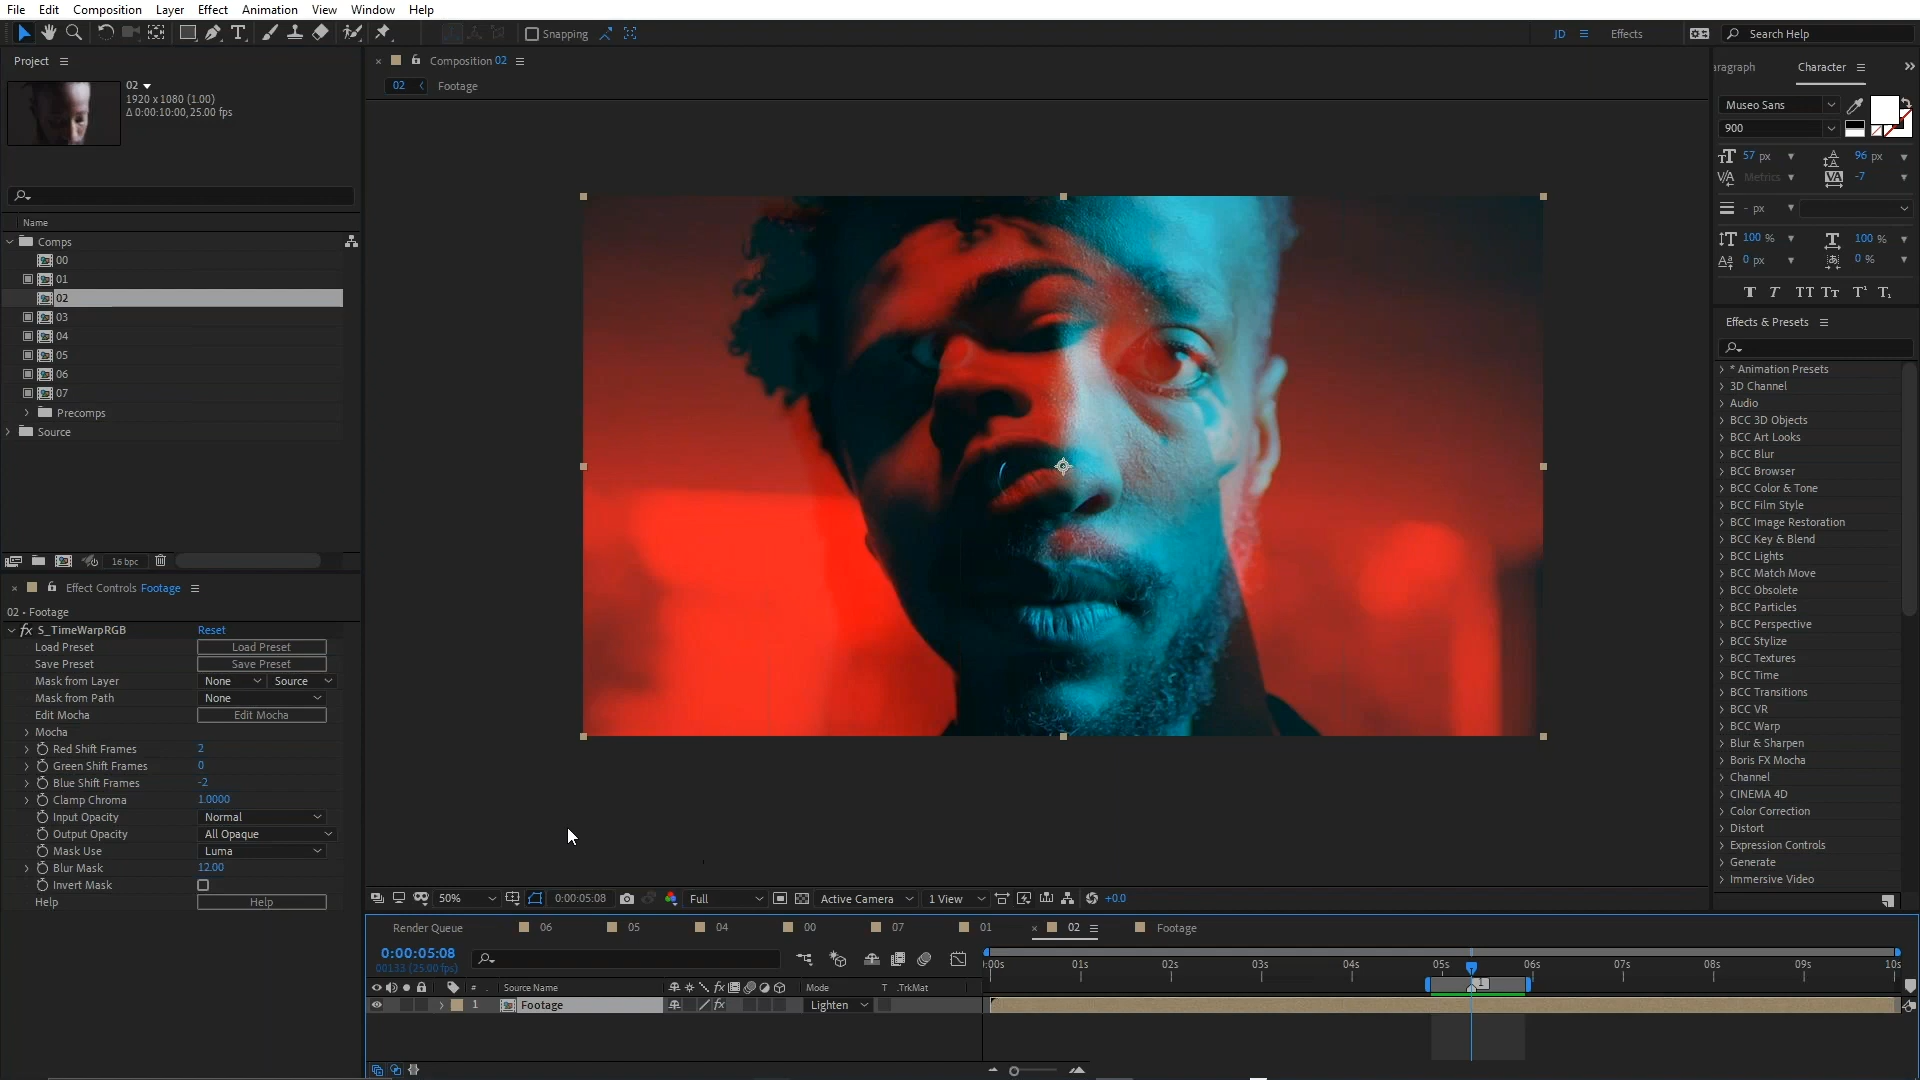 File Edit Composition Layer Effect Animation View Window Help
Snapping
JD
Effects
Search Help
Project
02
1920 x 1080 (1.00)
Δ 0:00:10:00, 25.00 fps
Name
Comps
00
01
02
03
04
05
06
07
Precomps
Source
16 bpc
Effect Controls Footage
02 • Footage
fx S_TimeWarpRGB Reset
Load Preset Load Preset
Save Preset Save Preset
Mask from Layer None Source
Mask from Path None
Edit Mocha Edit Mocha
Mocha
Red Shift Frames 2
Green Shift Frames 0
Blue Shift Frames -2
Clamp Chroma 1.0000
Input Opacity Normal
Output Opacity All Opaque
Mask Use Luma
Blur Mask 12.00
Invert Mask
Help Help
Composition 02
02 Footage
50% 0:00:05:08 Full Active Camera 1 View +0.0
Render Queue 06 05 04 00 07 01 02 Footage
0:00:05:08
00133 (25.00 fps)
:00s 01s 02s 03s 04s 05s 06s 07s 08s 09s 10s
# Source Name fx Mode T .TrkMat
1 Footage fx Lighten
1
aragraph Character
Museo Sans
900
57 px 96 px
Metrics -7
- px
100 % 100 %
0 px 0 %
T T TT Tt T¹ T₁
Effects & Presets
* Animation Presets
3D Channel
Audio
BCC 3D Objects
BCC Art Looks
BCC Blur
BCC Browser
BCC Color & Tone
BCC Film Style
BCC Image Restoration
BCC Key & Blend
BCC Lights
BCC Match Move
BCC Obsolete
BCC Particles
BCC Perspective
BCC Stylize
BCC Textures
BCC Time
BCC Transitions
BCC VR
BCC Warp
Blur & Sharpen
Boris FX Mocha
Channel
CINEMA 4D
Color Correction
Distort
Expression Controls
Generate
Immersive Video